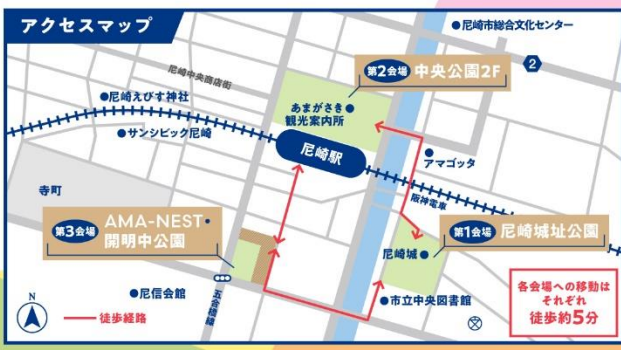 アクセスマップ
尼崎市総合文化センター
2
尼崎中央商店街
第2会場 中央公園2F
尼崎えびす神社
あまがさき
観光案内所
サンシビック尼崎
尼崎駅
アマゴッタ
阪神電車
寺町
第3会場 AMA-NEST・
開明中公園
第1会場 尼崎城址公園
尼崎城
尼信会館
五合橋線
市立中央図書館
各会場への移動は
それぞれ
徒歩約5分
N
徒歩経路